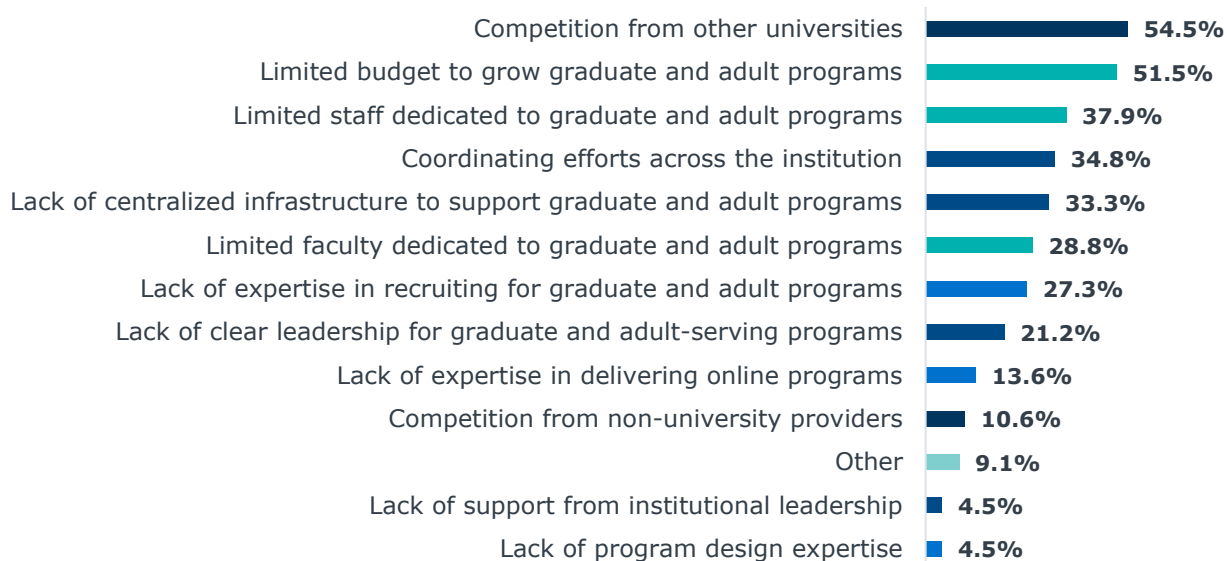 Competition from other universities 54.5%
Limited budget to grow graduate and adult programs 51.5%
Limited staff dedicated to graduate and adult programs 37.9%
Coordinating efforts across the institution 34.8%
Lack of centralized infrastructure to support graduate and adult programs 33.3%
Limited faculty dedicated to graduate and adult programs 28.8%
Lack of expertise in recruiting for graduate and adult programs 27.3%
Lack of clear leadership for graduate and adult-serving programs 21.2%
Lack of expertise in delivering online programs 13.6%
Competition from non-university providers 10.6%
Other 9.1%
Lack of support from institutional leadership 4.5%
Lack of program design expertise 4.5%